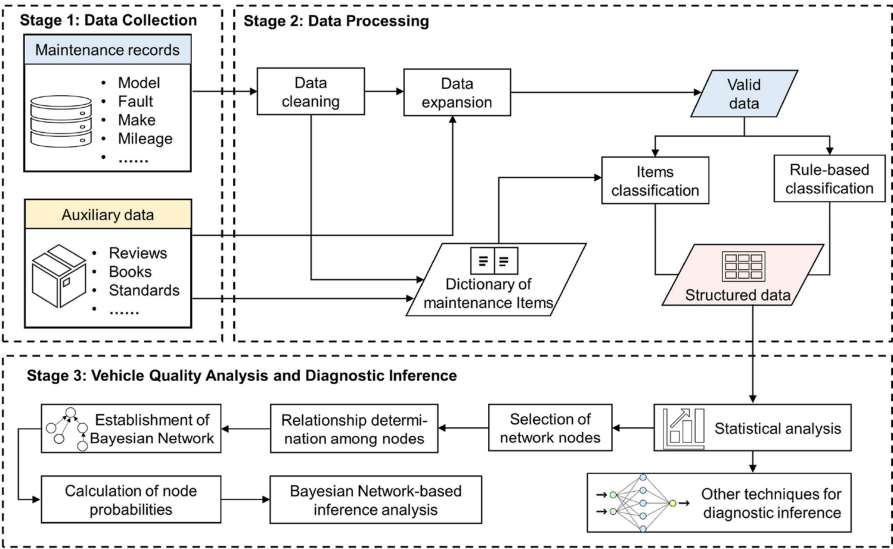 Stage 1: Data Collection
Maintenance records
• Model
• Fault
• Make
• Mileage
• ......
Auxiliary data
• Reviews
• Books
• Standards
• ......
Stage 2: Data Processing
Data
cleaning
Data
expansion
Valid
data
Items
classification
Rule-based
classification
Dictionary of
maintenance Items
Structured data
Stage 3: Vehicle Quality Analysis and Diagnostic Inference
Establishment of
Bayesian Network
Relationship determi-
nation among nodes
Selection of
network nodes
Statistical analysis
Calculation of node
probabilities
Bayesian Network-based
inference analysis
Other techniques for
diagnostic inference